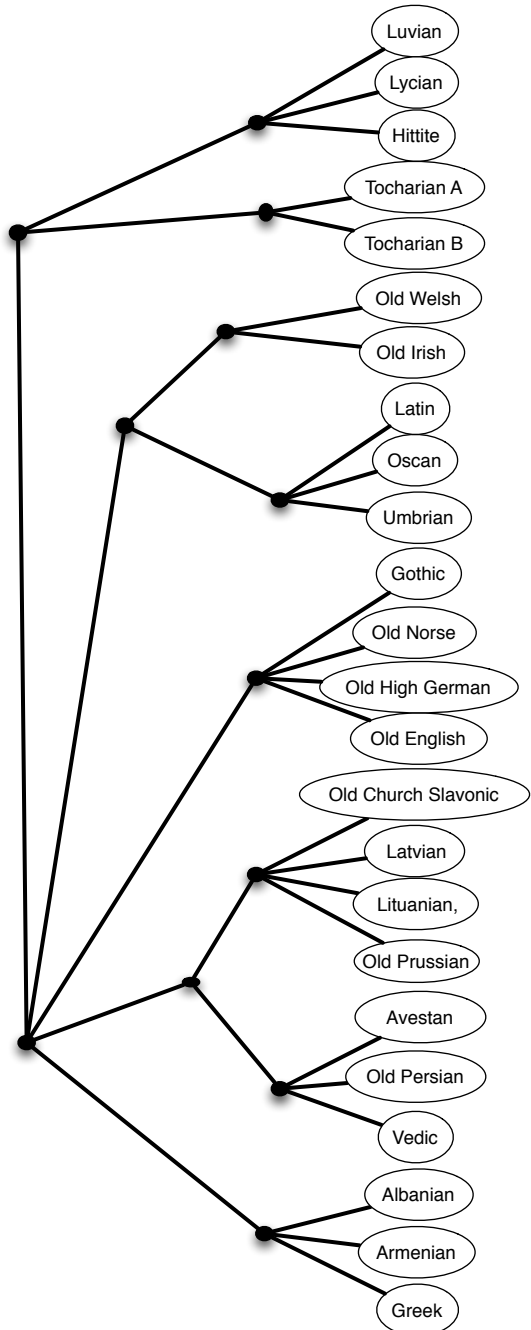 Luvian
Lycian
Hittite
Tocharian A
Tocharian B
Old Welsh
Old Irish
Latin
Oscan
Umbrian
Gothic
Old Norse
Old High German
Old English
Old Church Slavonic
Latvian
Lituanian,
Old Prussian
Avestan
Old Persian
Vedic
Albanian
Armenian
Greek